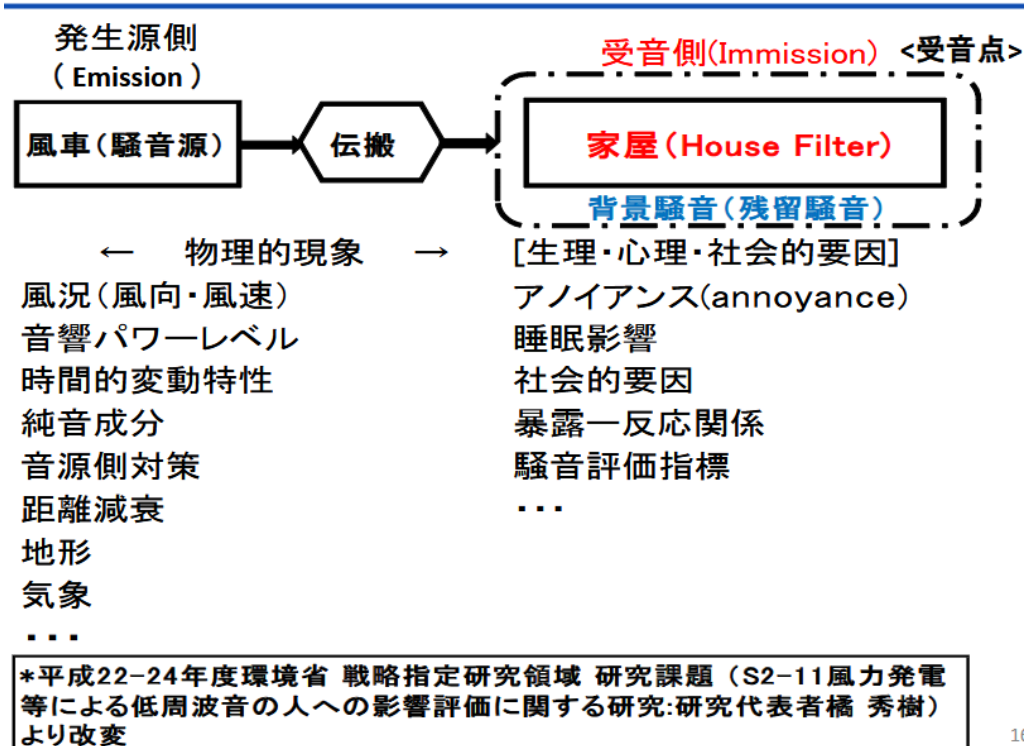 発生源側
( Emission )
受音側(Immission) <受音点>
風車(騒音源)
伝搬
家屋(House Filter)
背景騒音(残留騒音)
← 物理的現象 →
[生理・心理・社会的要因]
風況(風向・風速)
音響パワーレベル
時間的変動特性
純音成分
音源側対策
距離減衰
地形
気象
・・・
アノイアンス(annoyance)
睡眠影響
社会的要因
暴露―反応関係
騒音評価指標
・・・
*平成22-24年度環境省 戦略指定研究領域 研究課題(S2-11風力発電
等による低周波音の人への影響評価に関する研究:研究代表者橘 秀樹)
より改変
16